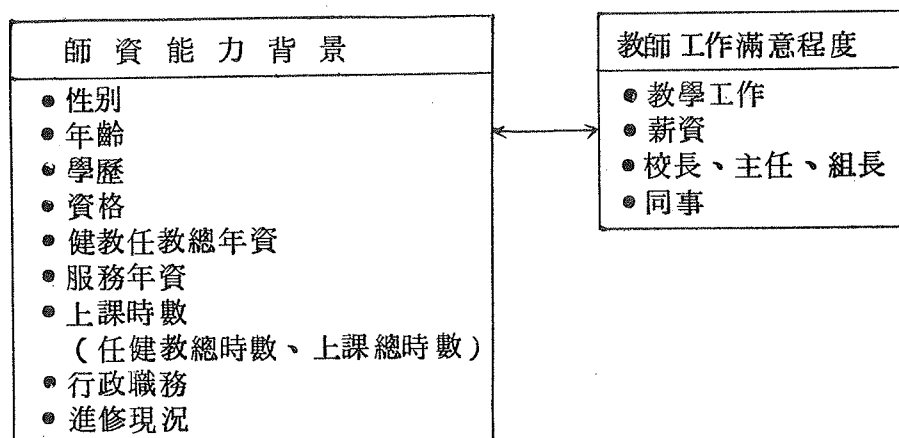 師資能力背景
● 性別
● 年齡
● 學歷
● 資格
● 健教任教總年資
● 服務年資
● 上課時數
（任健教總時數、上課總時數）
● 行政職務
● 進修現況
教師工作滿意程度
● 教學工作
● 薪資
● 校長、主任、組長
● 同事